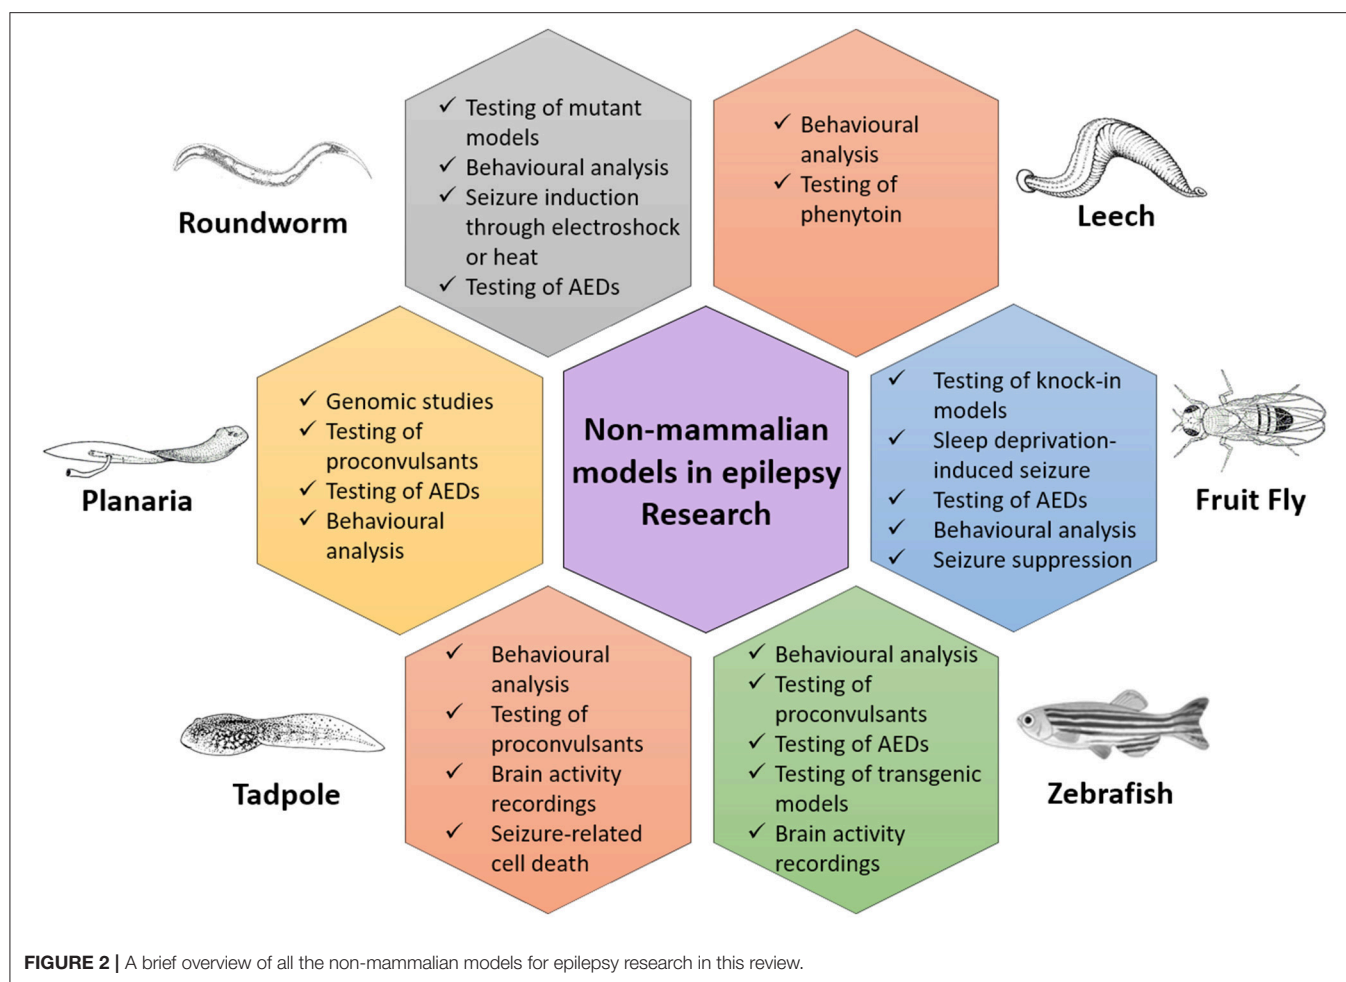 ✓ Testing of mutant
models
✓ Behavioural analysis
✓ Seizure induction
through electroshock
or heat
✓ Testing of AEDs
Roundworm
✓ Behavioural
analysis
✓ Testing of
phenytoin
Leech
✓ Genomic studies
✓ Testing of
proconvulsants
✓ Testing of AEDs
✓ Behavioural
analysis
Planaria
Non-mammalian
models in epilepsy
Research
✓ Testing of knock-in
models
✓ Sleep deprivation-
induced seizure
✓ Testing of AEDs
✓ Behavioural analysis
✓ Seizure suppression
Fruit Fly
✓ Behavioural
analysis
✓ Testing of
proconvulsants
✓ Brain activity
recordings
✓ Seizure-related
cell death
Tadpole
✓ Behavioural analysis
✓ Testing of
proconvulsants
✓ Testing of AEDs
✓ Testing of transgenic
models
✓ Brain activity
recordings
Zebrafish
FIGURE 2 | A brief overview of all the non-mammalian models for epilepsy research in this review.